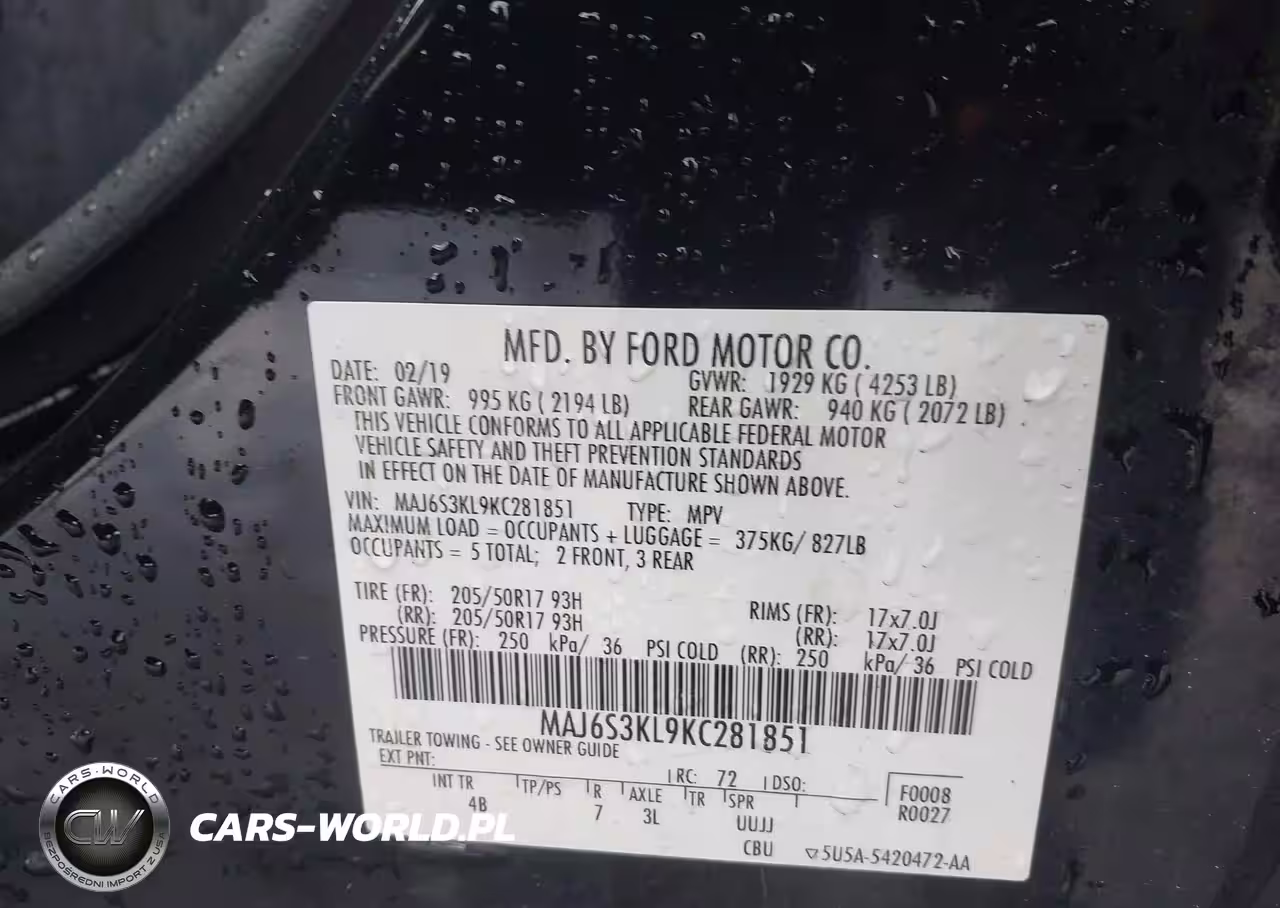 MFD. BY FORD MOTOR CO.
DATE: 02/19 GVWR: 1929 KG ( 4253 LB)
FRONT GAWR: 995 KG ( 2194 LB) REAR GAWR: 940 KG ( 2072 LB)
THIS VEHICLE CONFORMS TO ALL APPLICABLE FEDERAL MOTOR
VEHICLE SAFETY AND THEFT PREVENTION STANDARDS
IN EFFECT ON THE DATE OF MANUFACTURE SHOWN ABOVE.
VIN: MAJ6S3KL9KC281851 TYPE: MPV
MAXIMUM LOAD = OCCUPANTS + LUGGAGE = 375KG/ 827LB
OCCUPANTS = 5 TOTAL; 2 FRONT, 3 REAR
TIRE (FR): 205/50R17 93H RIMS (FR): 17x7.0J
(RR): 205/50R17 93H (RR): 17x7.0J
PRESSURE (FR): 250 kPa/ 36 PSI COLD (RR): 250 kPa/ 36 PSI COLD
MAJ6S3KL9KC281851
TRAILER TOWING - SEE OWNER GUIDE
EXT PNT: RC: 72 DSO: F0008
INT TR TP/PS R AXLE TR SPR R0027
4B 7 3L UUJJ
CBU 5U5A-5420472-AA
CARS-WORLD
CW
BEZPOŚREDNI IMPORT Z USA
CARS-WORLD.PL